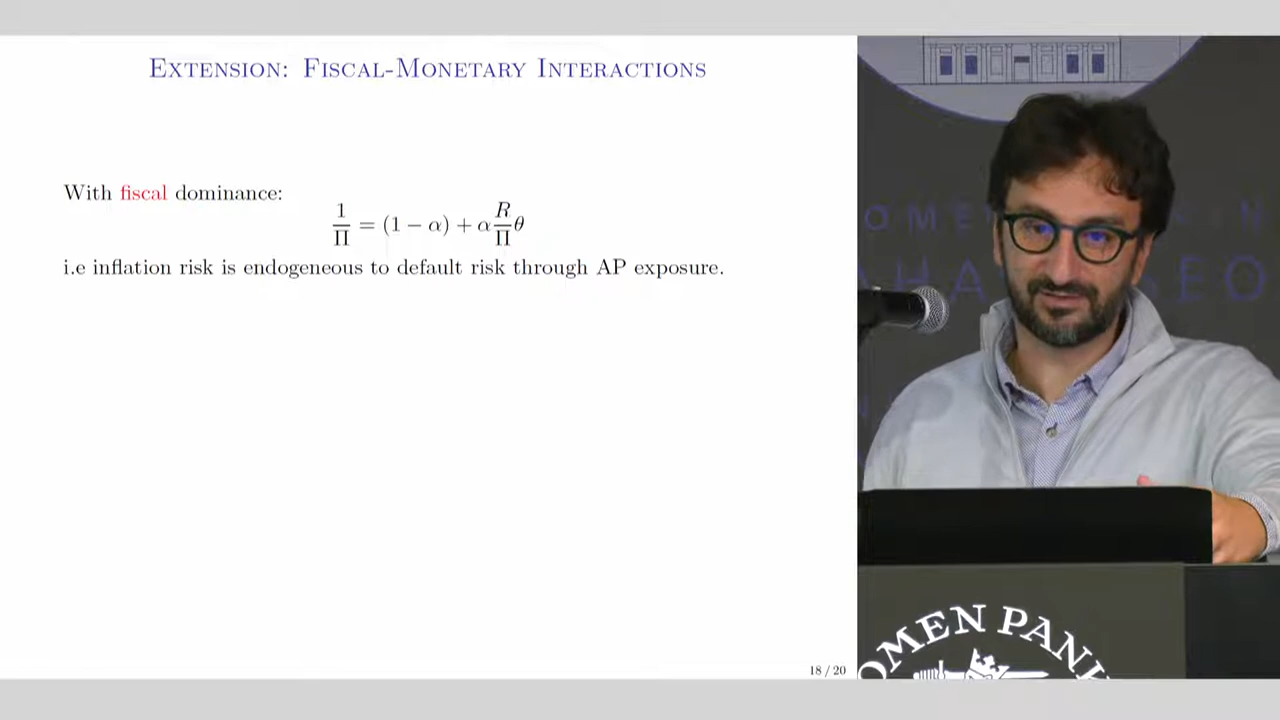 EXTENSION: FISCAL-MONETARY INTERACTIONS
With fiscal dominance:
1/Π = (1 − α) + α R/Π θ
i.e inflation risk is endogeneous to default risk through AP exposure.
18 / 20
OMEN PANK